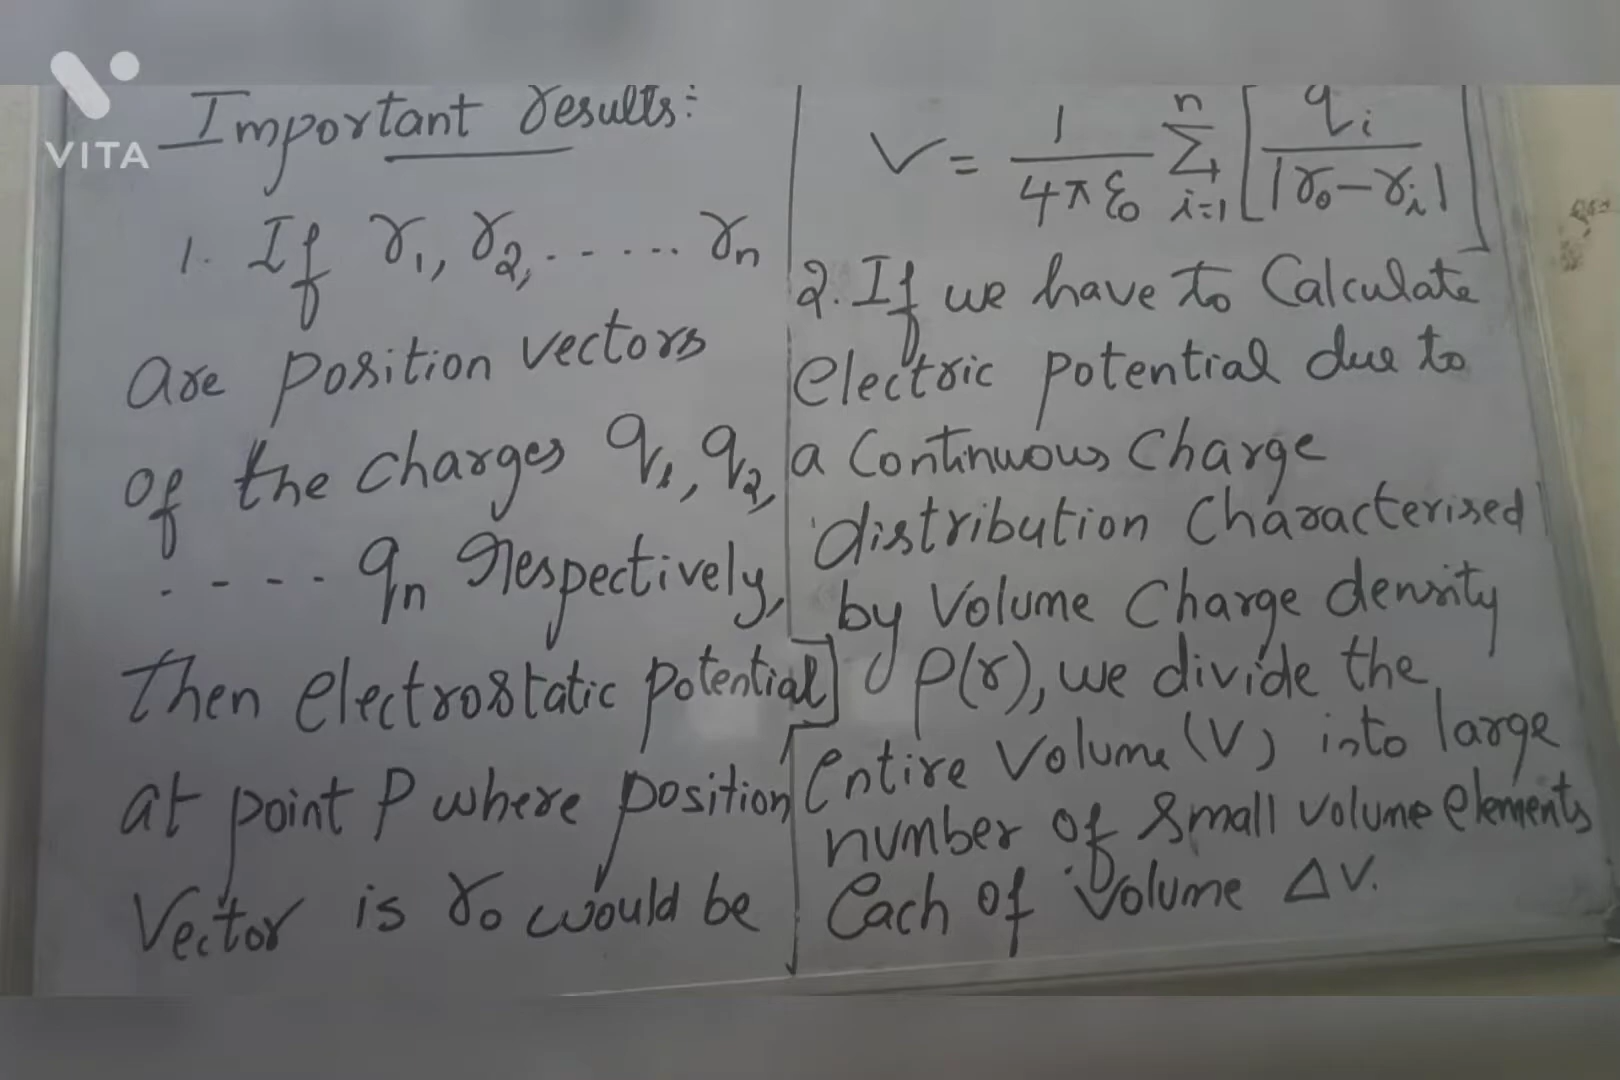 VITA
Important results:
1. If r₁, r₂, ...... rₙ
are position vectors
of the charges q₁, q₂,
..... qₙ respectively,
then electrostatic potential
at point P where position
vector is r₀ would be
V = 1/4πε₀ Σⁿᵢ₌₁ [qᵢ/|r₀-rᵢ|]
2. If we have to Calculate
electric potential due to
a Continuous Charge
distribution Characterised
by Volume Charge density
ρ(r), we divide the
entire Volume (V) into large
number of small volume elements
each of volume ΔV.